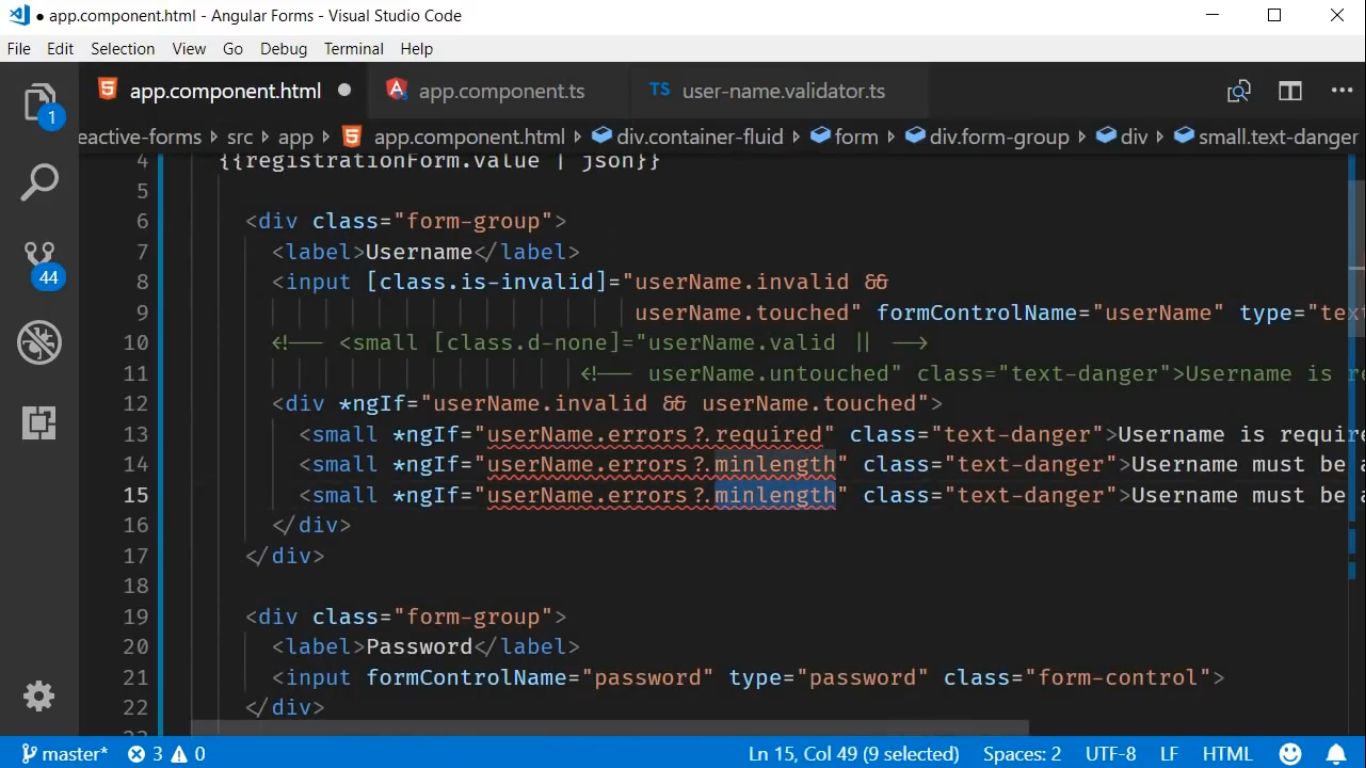 app.component.html - Angular Forms - Visual Studio Code
File Edit Selection View Go Debug Terminal Help
app.component.html app.component.ts TS user-name.validator.ts
1
eactive-forms src app app.component.html div.container-fluid form div.form-group div small.text-danger
4 {{registrationForm.value | json}}
5
6 <div class="form-group">
7 <label>Username</label>
8 <input [class.is-invalid]="userName.invalid &&
44
9 userName.touched" formControlName="userName" type="tex
10 <!-- <small [class.d-none]="userName.valid || -->
11 <!-- userName.untouched" class="text-danger">Username is re
12 <div *ngIf="userName.invalid && userName.touched">
13 <small *ngIf="userName.errors?.required" class="text-danger">Username is require
14 <small *ngIf="userName.errors?.minlength" class="text-danger">Username must be a
15 <small *ngIf="userName.errors?.minlength" class="text-danger">Username must be a
16 </div>
17 </div>
18
19 <div class="form-group">
20 <label>Password</label>
21 <input formControlName="password" type="password" class="form-control">
22 </div>
master* 3 0 Ln 15, Col 49 (9 selected) Spaces: 2 UTF-8 LF HTML